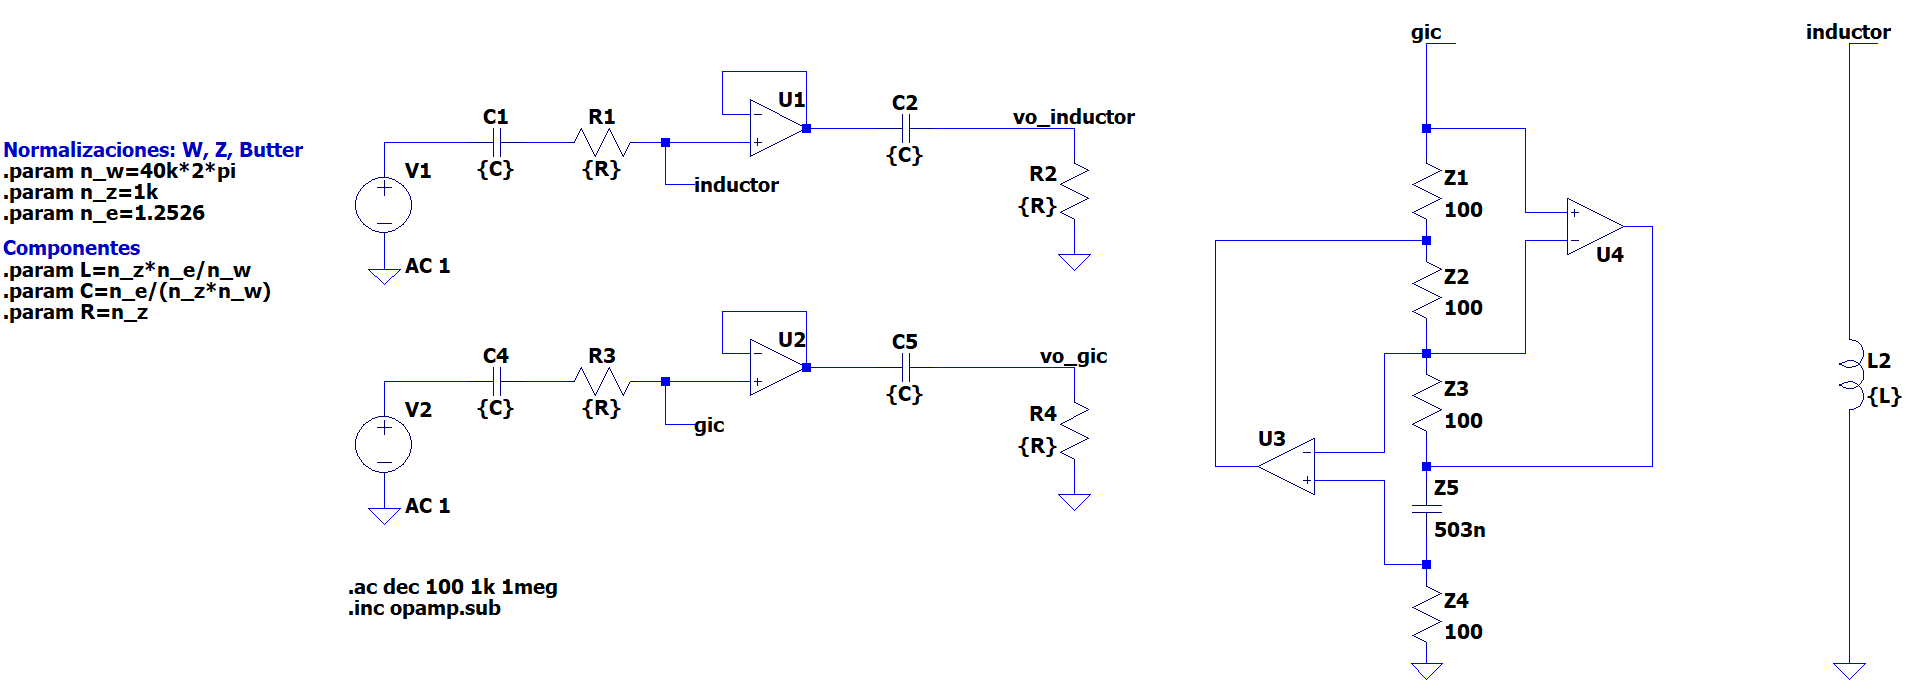 Normalizaciones: W, Z, Butter
.param n_w=40k*2*pi
.param n_z=1k
.param n_e=1.2526
Componentes
.param L=n_z*n_e/n_w
.param C=n_e/(n_z*n_w)
.param R=n_z
V1
AC 1
C1
{C}
R1
{R}
inductor
U1
C2
{C}
vo_inductor
R2
{R}
V2
AC 1
C4
{C}
R3
{R}
gic
U2
C5
{C}
vo_gic
R4
{R}
.ac dec 100 1k 1meg
.inc opamp.sub
gic
Z1
100
Z2
100
U4
Z3
100
U3
Z5
503n
Z4
100
inductor
L2
{L}